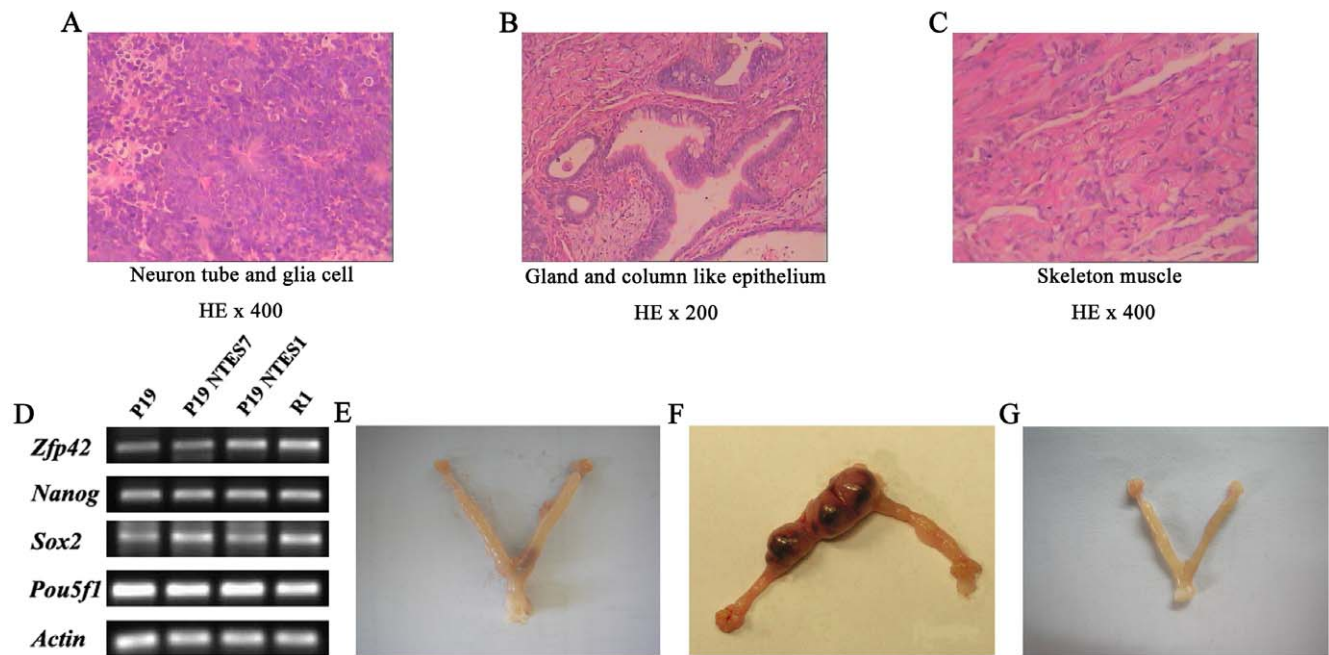 A
B
C
Neuron tube and glia cell
HE x 400
Gland and column like epithelium
HE x 200
Skeleton muscle
HE x 400
D
P19
P19 NTES7
P19 NTES1
R1
Zfp42
Nanog
Sox2
Pou5f1
Actin
E
F
G